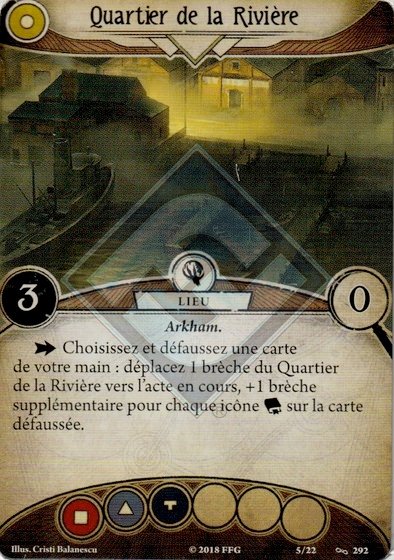 Quartier de la Rivière
3
LIEU
0
Arkham.
Choisissez et défaussez une carte
de votre main : déplacez 1 brèche du Quartier
de la Rivière vers l'acte en cours, +1 brèche
supplémentaire pour chaque icône sur la carte
défaussée.
Illus. Cristi Balanescu © 2018 FFG 5/22 292